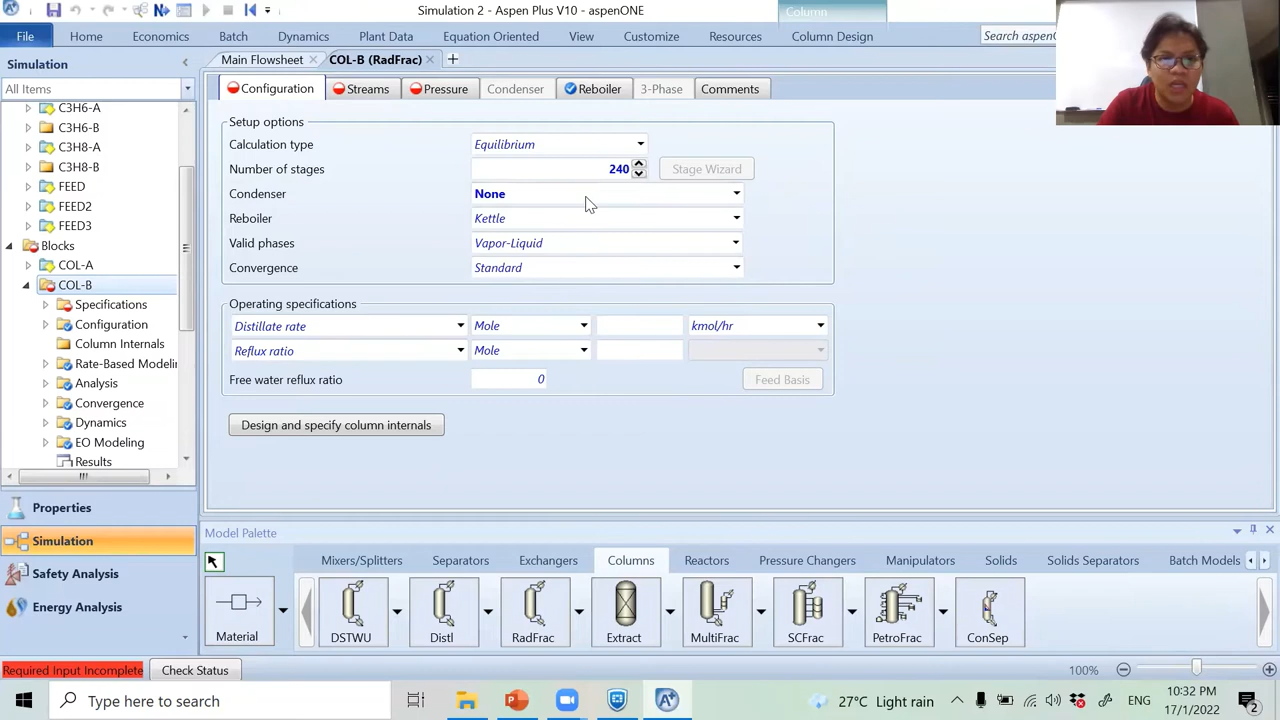 Simulation 2 - Aspen Plus V10 - aspenONE
Column
File
Home
Economics
Batch
Dynamics
Plant Data
Equation Oriented
View
Customize
Resources
Column Design
Search aspen
Simulation
All Items
C3H6-A
C3H6-B
C3H8-A
C3H8-B
FEED
FEED2
FEED3
Blocks
COL-A
COL-B
Specifications
Configuration
Column Internals
Rate-Based Modelin
Analysis
Convergence
Dynamics
EO Modeling
Results
Properties
Simulation
Safety Analysis
Energy Analysis
Main Flowsheet
COL-B (RadFrac)
Configuration
Streams
Pressure
Condenser
Reboiler
3-Phase
Comments
Setup options
Calculation type Equilibrium
Number of stages 240 Stage Wizard
Condenser None
Reboiler Kettle
Valid phases Vapor-Liquid
Convergence Standard
Operating specifications
Distillate rate Mole kmol/hr
Reflux ratio Mole
Free water reflux ratio 0 Feed Basis
Design and specify column internals
Model Palette
Mixers/Splitters Separators Exchangers Columns Reactors Pressure Changers Manipulators Solids Solids Separators Batch Models
Material DSTWU Distl RadFrac Extract MultiFrac SCFrac PetroFrac ConSep
Required Input Incomplete Check Status 100%
Type here to search
27°C Light rain
ENG
10:32 PM
17/1/2022
2